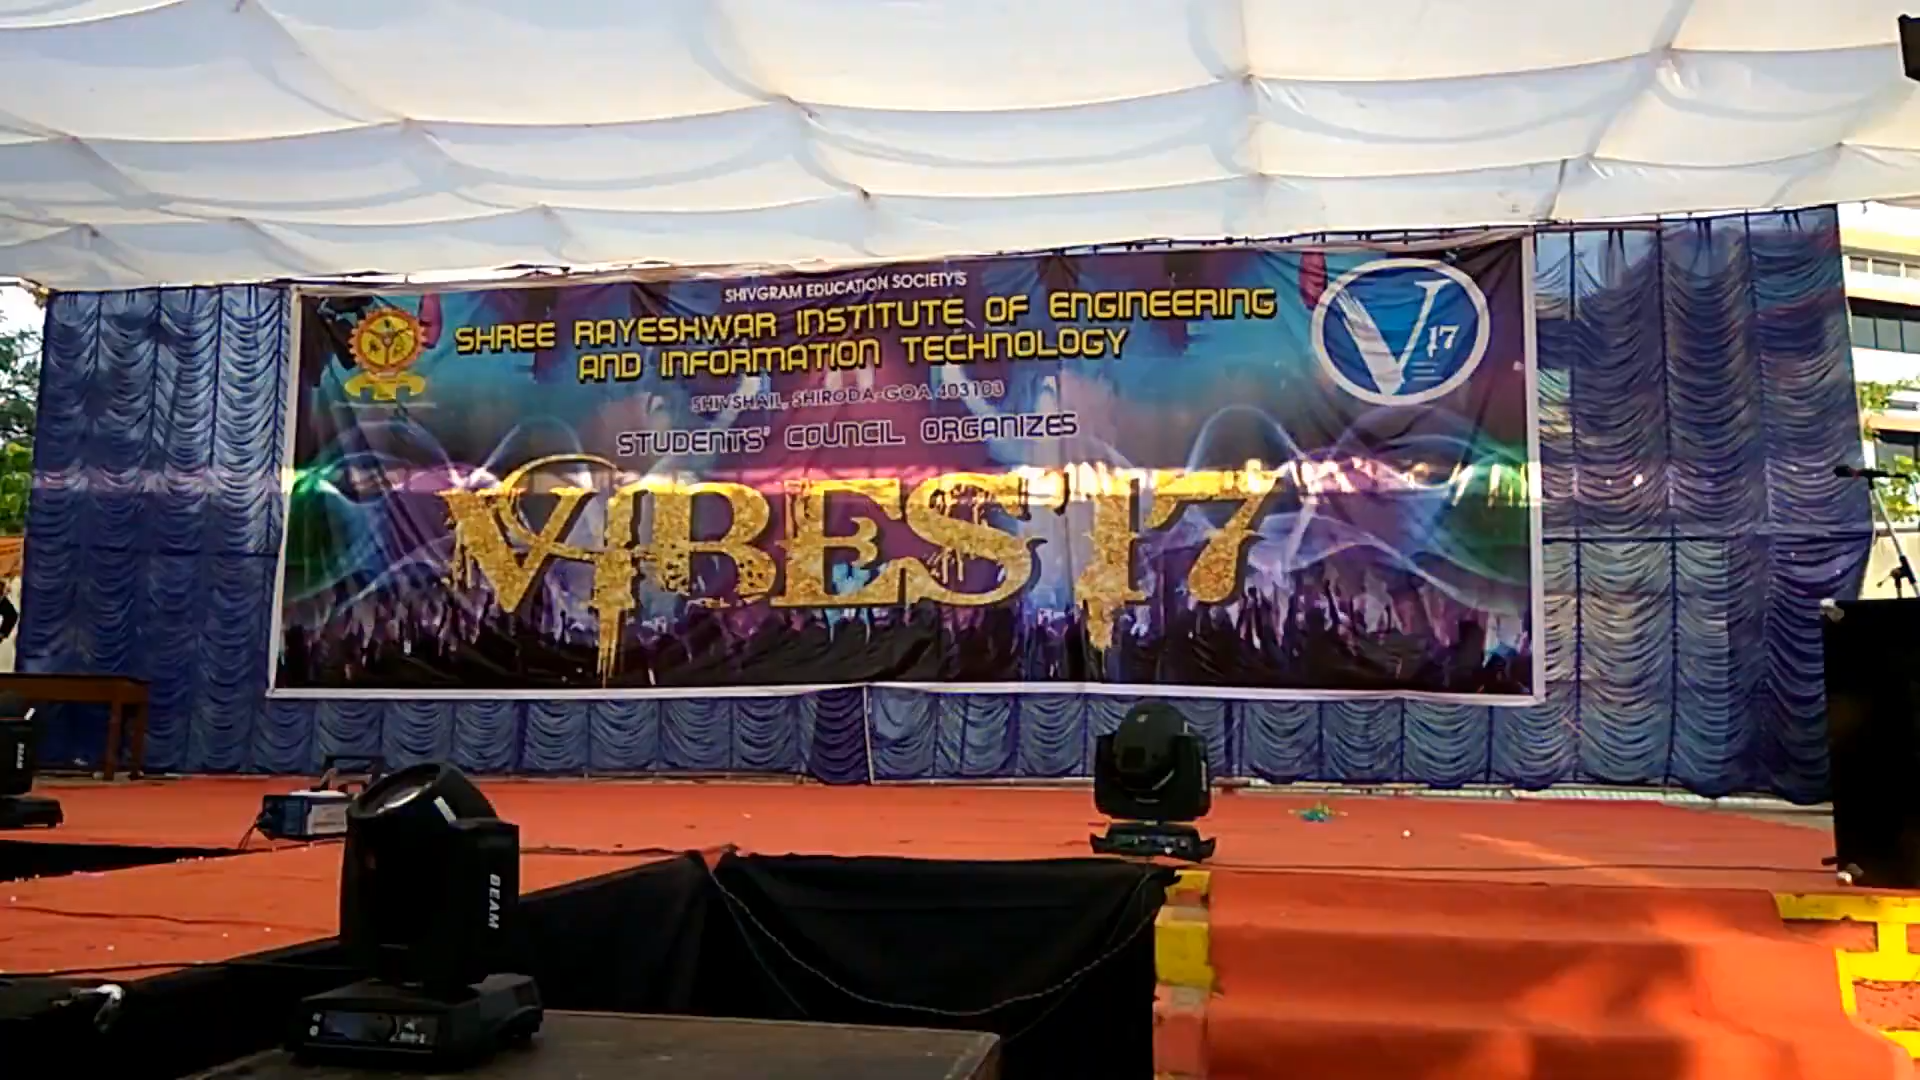 SHIVGRAM EDUCATION SOCIETY'S
SHREE RAYESHWAR INSTITUTE OF ENGINEERING
AND INFORMATION TECHNOLOGY
SHIVSHAIL, SHIRODA-GOA 403103
STUDENTS' COUNCIL ORGANIZES
VIBES'17
V17
BEAM
BEAM